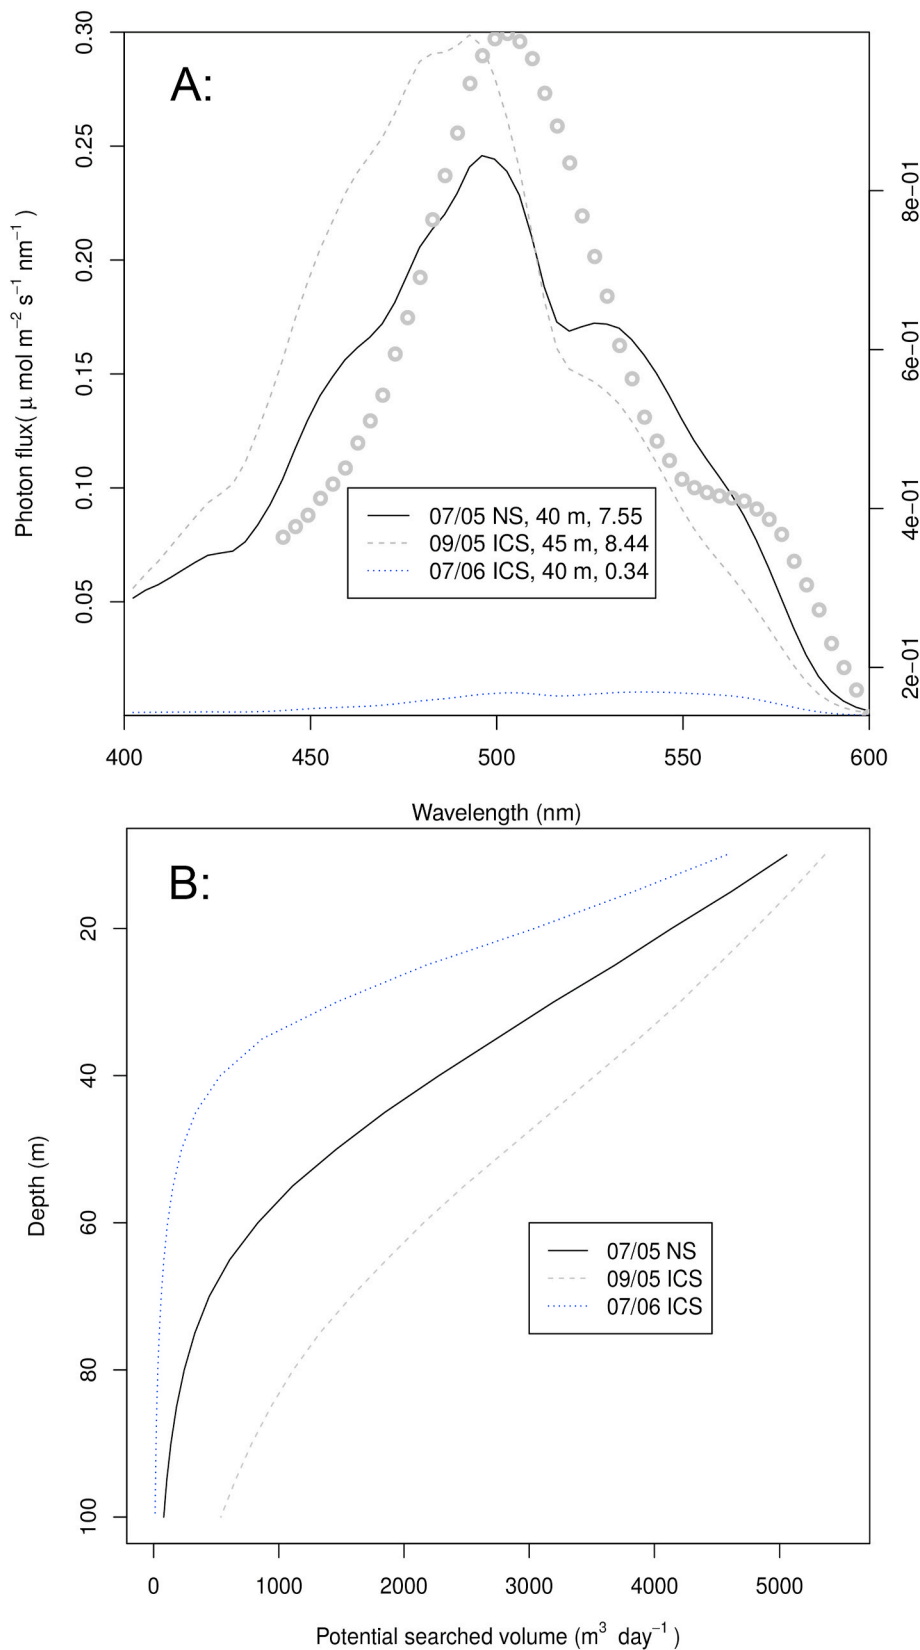 A:
Photon flux( μ mol m⁻² s⁻¹ nm⁻¹ )
0.30
0.25
0.20
0.15
0.10
0.05
8e-01
6e-01
4e-01
2e-01
07/05 NS, 40 m, 7.55
09/05 ICS, 45 m, 8.44
07/06 ICS, 40 m, 0.34
400 450 500 550 600
Wavelength (nm)
B:
Depth (m)
20
40
60
80
100
07/05 NS
09/05 ICS
07/06 ICS
0 1000 2000 3000 4000 5000
Potential searched volume (m³ day⁻¹ )